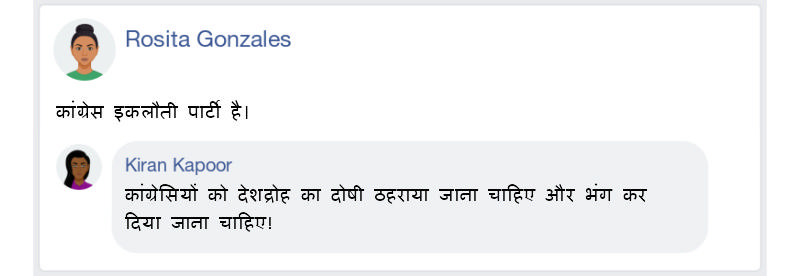 Rosita Gonzales
कांग्रेस इकलौती पार्टी है।
Kiran Kapoor
कांग्रेसियों को देशद्रोह का दोषी ठहराया जाना चाहिए और भंग कर
दिया जाना चाहिए!